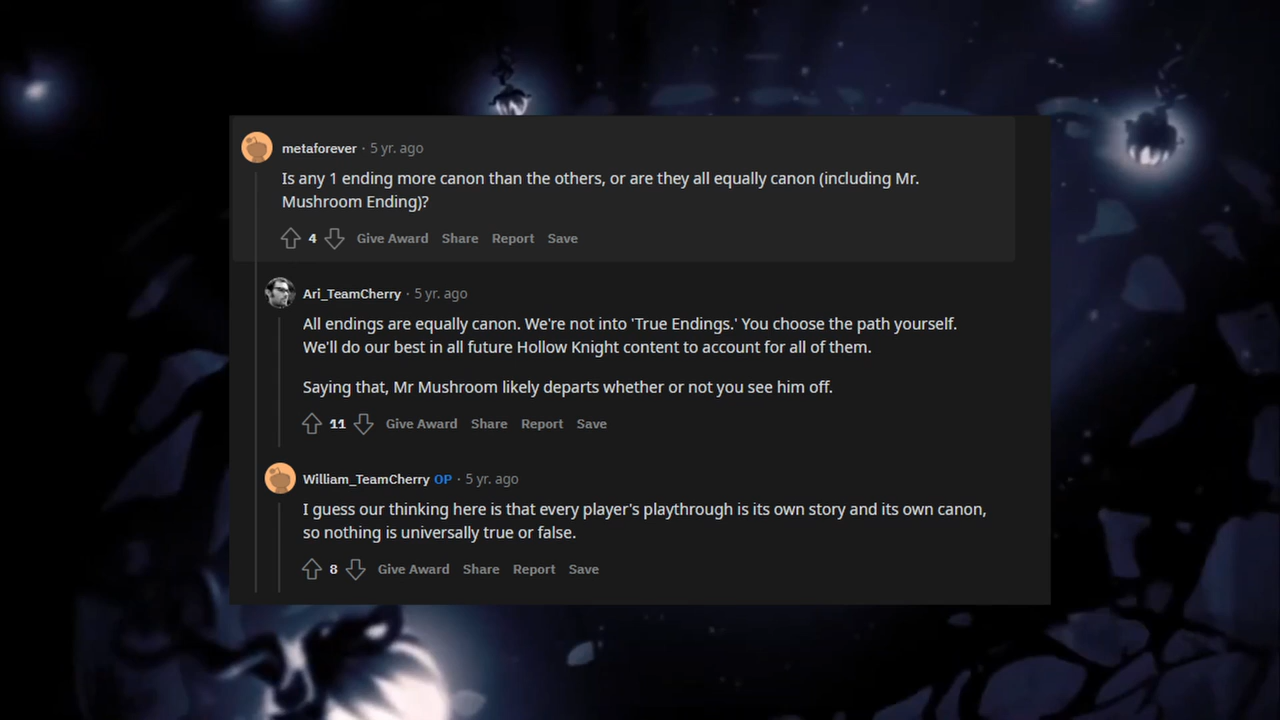 metaforever · 5 yr. ago
Is any 1 ending more canon than the others, or are they all equally canon (including Mr.
Mushroom Ending)?
4 Give Award Share Report Save
Ari_TeamCherry · 5 yr. ago
All endings are equally canon. We're not into 'True Endings.' You choose the path yourself.
We'll do our best in all future Hollow Knight content to account for all of them.
Saying that, Mr Mushroom likely departs whether or not you see him off.
11 Give Award Share Report Save
William_TeamCherry OP · 5 yr. ago
I guess our thinking here is that every player's playthrough is its own story and its own canon,
so nothing is universally true or false.
8 Give Award Share Report Save